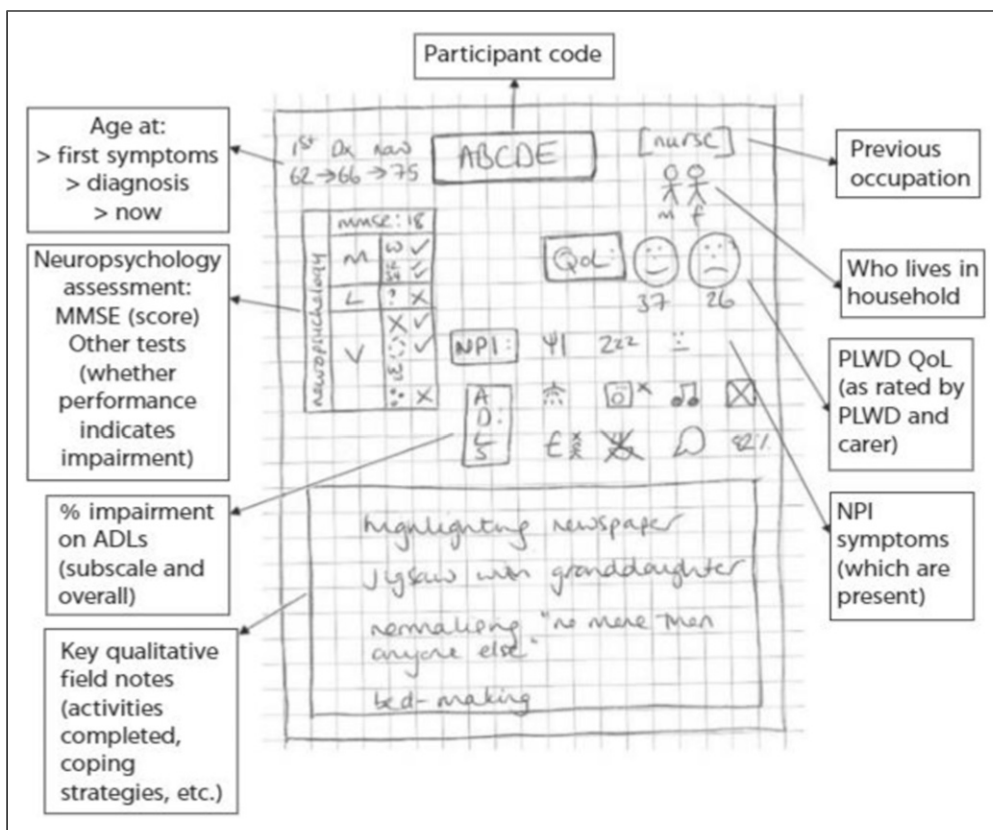 Participant code
Age at:
> first symptoms
> diagnosis
> now
1st Dx now
62→66→75
ABCDE
[nurse]
m f
Previous
occupation
Neuropsychology
assessment:
MMSE (score)
Other tests
(whether
performance
indicates
impairment)
neuropsychology
mmse: 18
M
L ? X
V
QoL:
37 26
Who lives in
household
NPI: Ψ| Zzz
PLWD QoL
(as rated by
PLWD and
carer)
ADLS
£ xxx 82%
% impairment
on ADLs
(subscale and
overall)
NPI
symptoms
(which are
present)
highlighting newspaper
Jigsaw with granddaughter
normalising "no more than
anyone else"
bed-making
Key qualitative
field notes
(activities
completed,
coping
strategies, etc.)